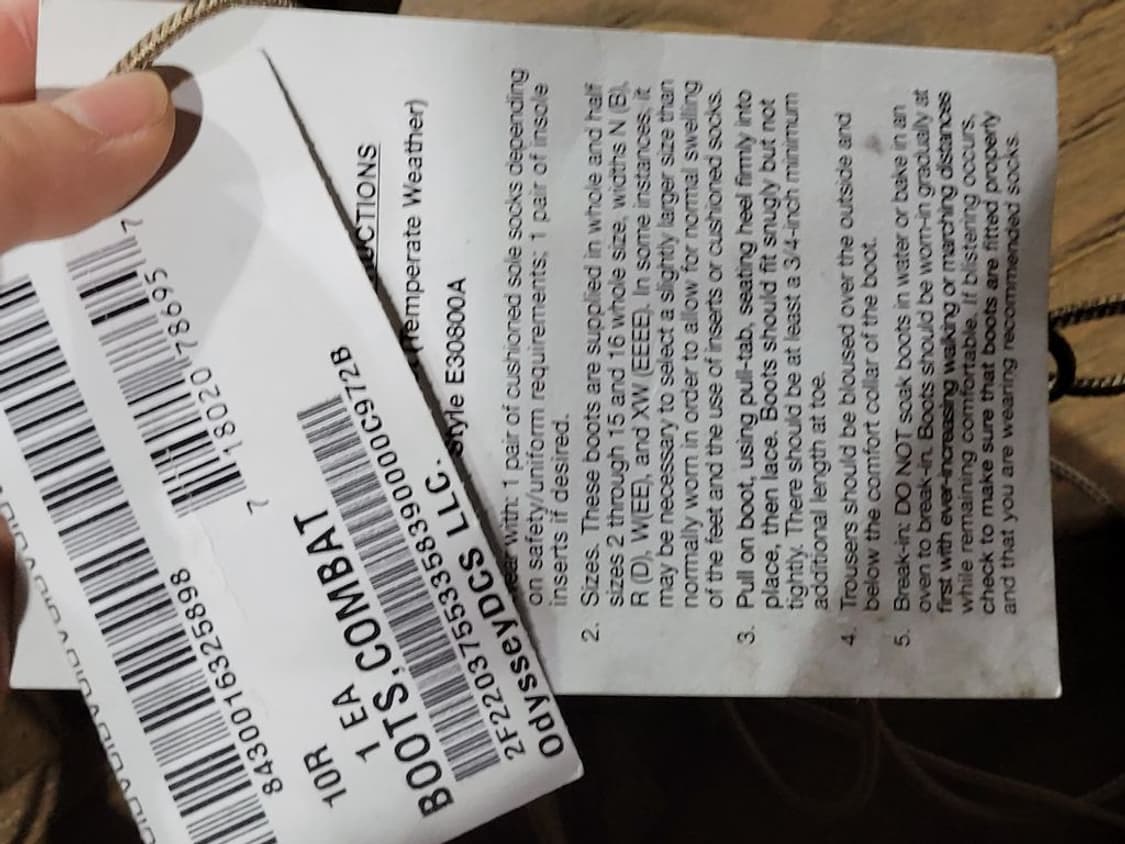 8430016325898
7 18020 78695 7
10R
1 EA
BOOTS,COMBAT
Odyssey DCS LLC.
UCTIONS
(Temperate Weather)
Style E30800A
with: 1 pair of cushioned sole socks depending
on safety/uniform requirements; 1 pair of insole
inserts if desired.
2. Sizes. These boots are supplied in whole and half
sizes 2 through 15 and 16 whole size, widths N (B),
R (D), W(EE), and XW (EEEE). In some instances, it
may be necessary to select a slightly larger size than
normally worn in order to allow for normal swelling
of the feet and the use of inserts or cushioned socks.
3. Pull on boot, using pull-tab, seating heel firmly into
place, then lace. Boots should fit snugly but not
tightly. There should be at least a 3/4-inch minimum
additional length at toe.
4. Trousers should be bloused over the outside and
below the comfort collar of the boot.
5. Break-in: DO NOT soak boots in water or bake in an
oven to break-in. Boots should be worn-in gradually at
first with ever-increasing walking or marching distances
while remaining comfortable. If blistering occurs,
check to make sure that boots are fitted properly
and that you are wearing recommended socks.